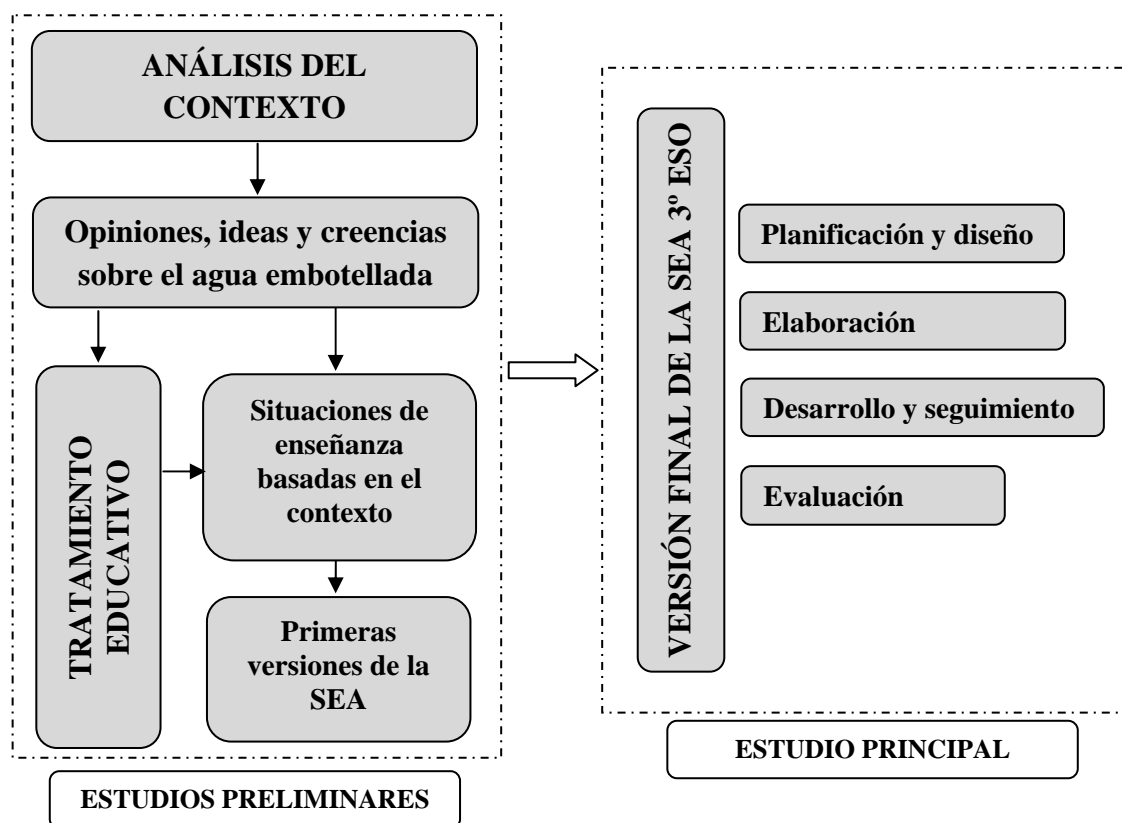 ANÁLISIS DEL
CONTEXTO
Opiniones, ideas y creencias
sobre el agua embotellada
TRATAMIENTO
EDUCATIVO
Situaciones de
enseñanza
basadas en el
contexto
Primeras
versiones de la
SEA
ESTUDIOS PRELIMINARES
VERSIÓN FINAL DE LA SEA 3º ESO
Planificación y diseño
Elaboración
Desarrollo y seguimiento
Evaluación
ESTUDIO PRINCIPAL